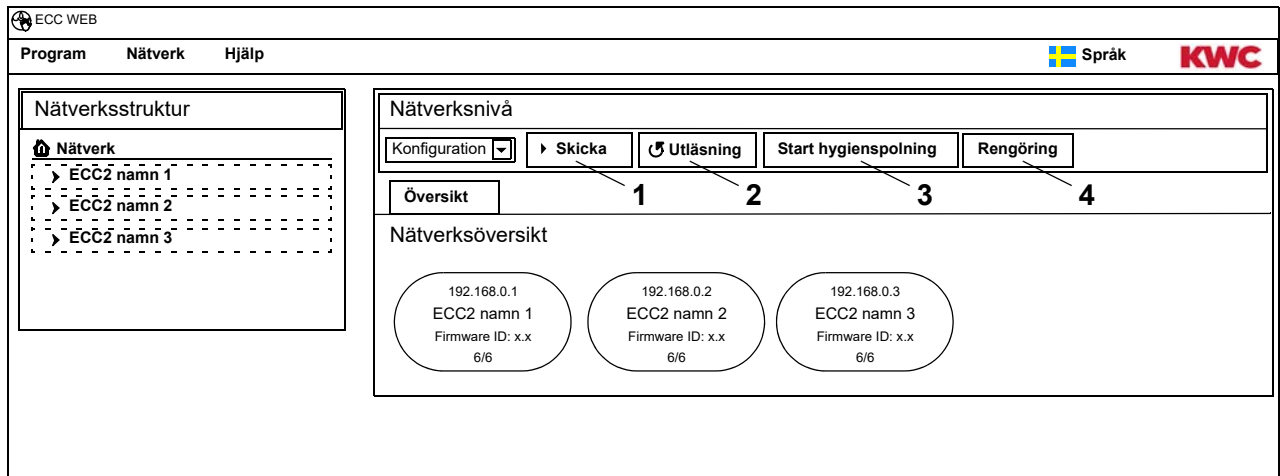 ECC WEB
Program Nätverk Hjälp Språk KWC
Nätverksstruktur
Nätverk
ECC2 namn 1
ECC2 namn 2
ECC2 namn 3
Nätverksnivå
Konfiguration Skicka Utläsning Start hygienspolning Rengöring
1 2 3 4
Översikt
Nätverksöversikt
192.168.0.1
ECC2 namn 1
Firmware ID: x.x
6/6
192.168.0.2
ECC2 namn 2
Firmware ID: x.x
6/6
192.168.0.3
ECC2 namn 3
Firmware ID: x.x
6/6